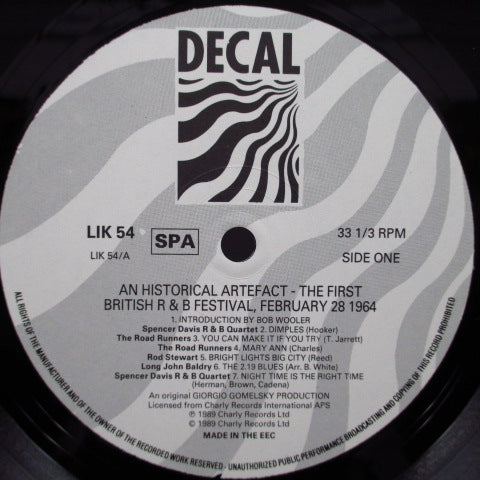 DECAL
LIK 54 SPA 33 1/3 RPM
LIK 54/A SIDE ONE
AN HISTORICAL ARTEFACT - THE FIRST
BRITISH R & B FESTIVAL, FEBRUARY 28 1964
1. INTRODUCTION BY BOB WOOLER
Spencer Davis R & B Quartet 2. DIMPLES (Hooker)
The Road Runners 3. YOU CAN MAKE IT IF YOU TRY (T. Jarrett)
The Road Runners 4. MARY ANN (Charles)
Rod Stewart 5. BRIGHT LIGHTS BIG CITY (Reed)
Long John Baldry 6. THE 2.19 BLUES (Arr. B. White)
Spencer Davis R & B Quartet 7. NIGHT TIME IS THE RIGHT TIME
(Herman, Brown, Cadena)
An original GIORGIO GOMELSKY PRODUCTION
Licensed from Charly Records International APS
℗ 1989 Charly Records Ltd
© 1989 Charly Records Ltd
MADE IN THE EEC
ALL RIGHTS OF THE MANUFACTURER AND OF THE OWNER OF THE RECORDED WORK RESERVED - UNAUTHORIZED PUBLIC PERFORMANCE BROADCASTING AND COPYING OF THIS RECORD PROHIBITED